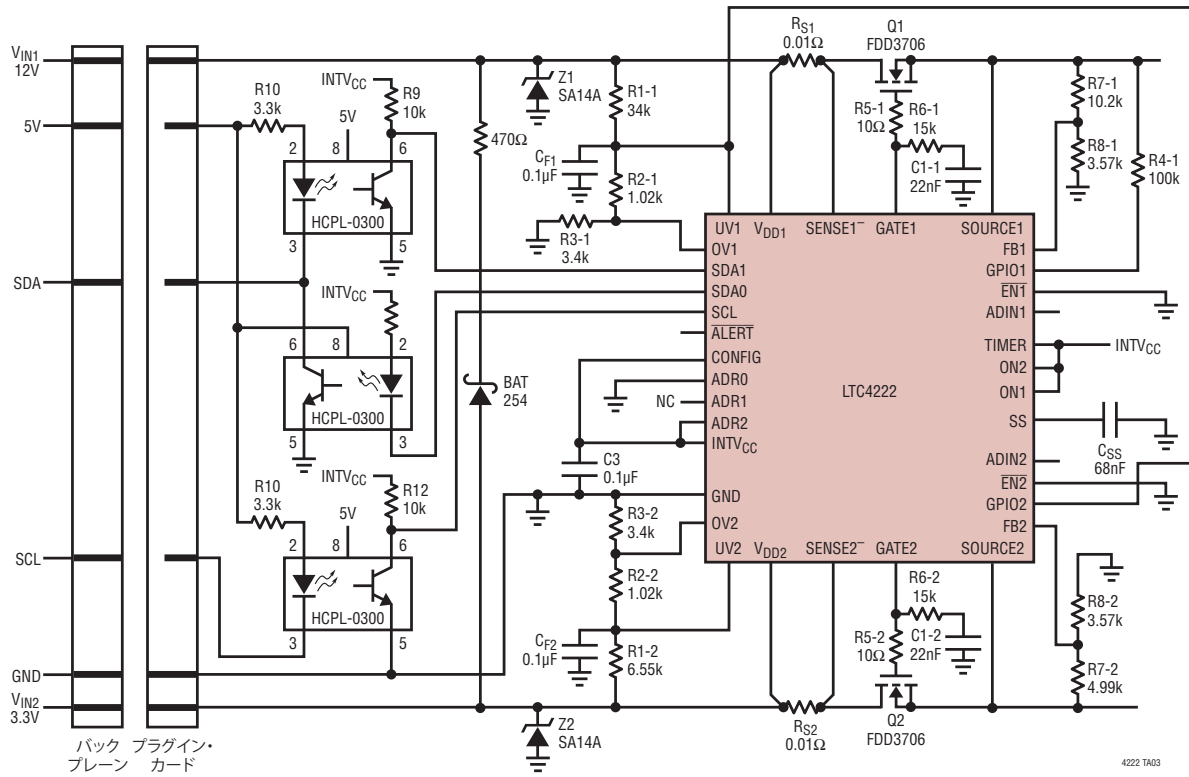 VIN1
12V
5V
SDA
SCL
GND
VIN2
3.3V
バック
プレーン
プラグイン・
カード
R10
3.3k
INTVCC
R9
10k
5V
2
8
6
HCPL-0300
3
5
INTVCC
6
8
2
HCPL-0300
5
3
R10
3.3k
INTVCC
R12
10k
5V
2
8
6
HCPL-0300
3
5
470Ω
BAT
254
Z1
SA14A
R1-1
34k
CF1
0.1µF
R2-1
1.02k
R3-1
3.4k
RS1
0.01Ω
Q1
FDD3706
R5-1
10Ω
R6-1
15k
C1-1
22nF
R7-1
10.2k
R8-1
3.57k
R4-1
100k
UV1
VDD1
SENSE1–
GATE1
SOURCE1
OV1
SDA1
SDA0
SCL
ALERT
CONFIG
ADR0
ADR1
ADR2
INTVCC
GND
OV2
UV2
VDD2
SENSE2–
GATE2
SOURCE2
LTC4222
FB1
GPIO1
EN1
ADIN1
TIMER
ON2
ON1
SS
ADIN2
EN2
GPIO2
FB2
NC
INTVCC
CSS
68nF
C3
0.1µF
R3-2
3.4k
R2-2
1.02k
CF2
0.1µF
R1-2
6.55k
Z2
SA14A
RS2
0.01Ω
R6-2
15k
R5-2
10Ω
C1-2
22nF
Q2
FDD3706
R8-2
3.57k
R7-2
4.99k
4222 TA03